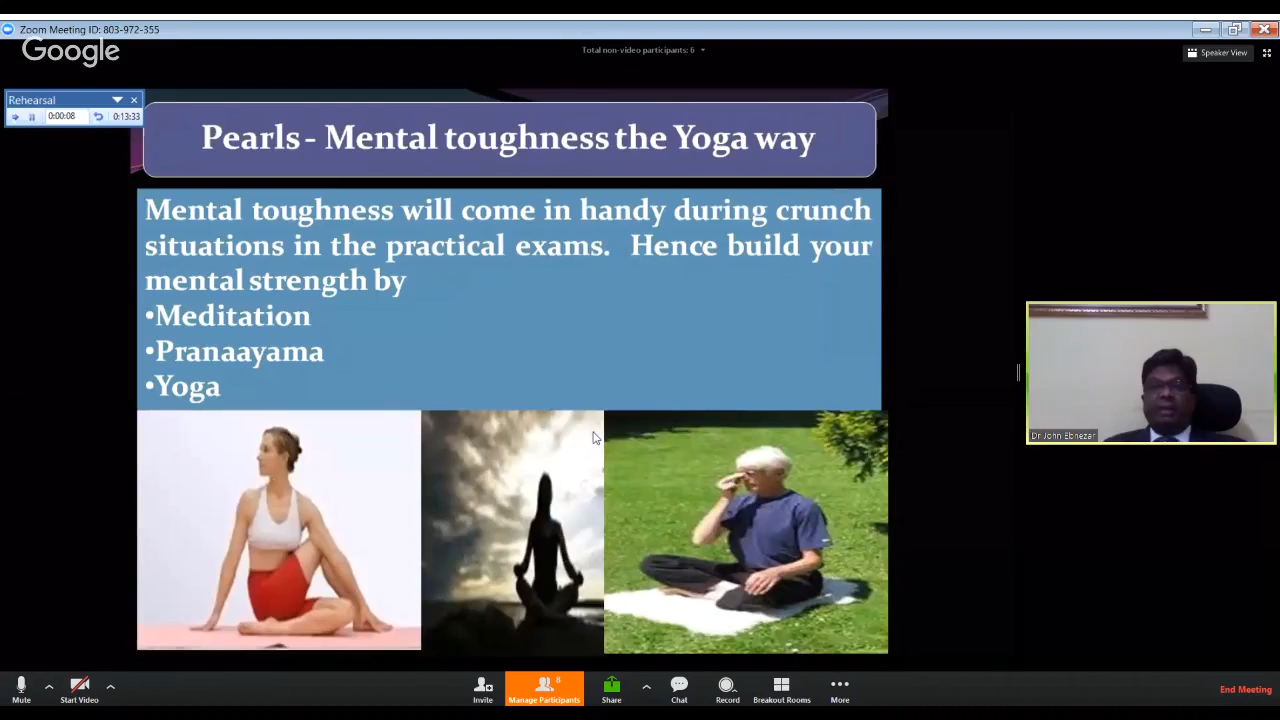 Zoom Meeting ID: 803-972-355
Google
Total non-video participants: 6
Speaker View
Rehearsal
0:00:08
0:13:33
Pearls - Mental toughness the Yoga way
Mental toughness will come in handy during crunch
situations in the practical exams. Hence build your
mental strength by
•Meditation
•Pranaayama
•Yoga
Dr John Ebnezar
Mute
Start Video
Invite
8
Manage Participants
Share
Chat
Record
Breakout Rooms
More
End Meeting